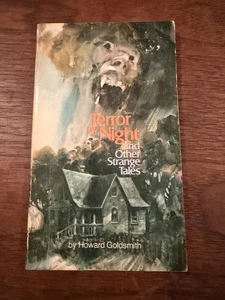 Terror
by Night
and
Other
Strange
Tales
by Howard Goldsmith